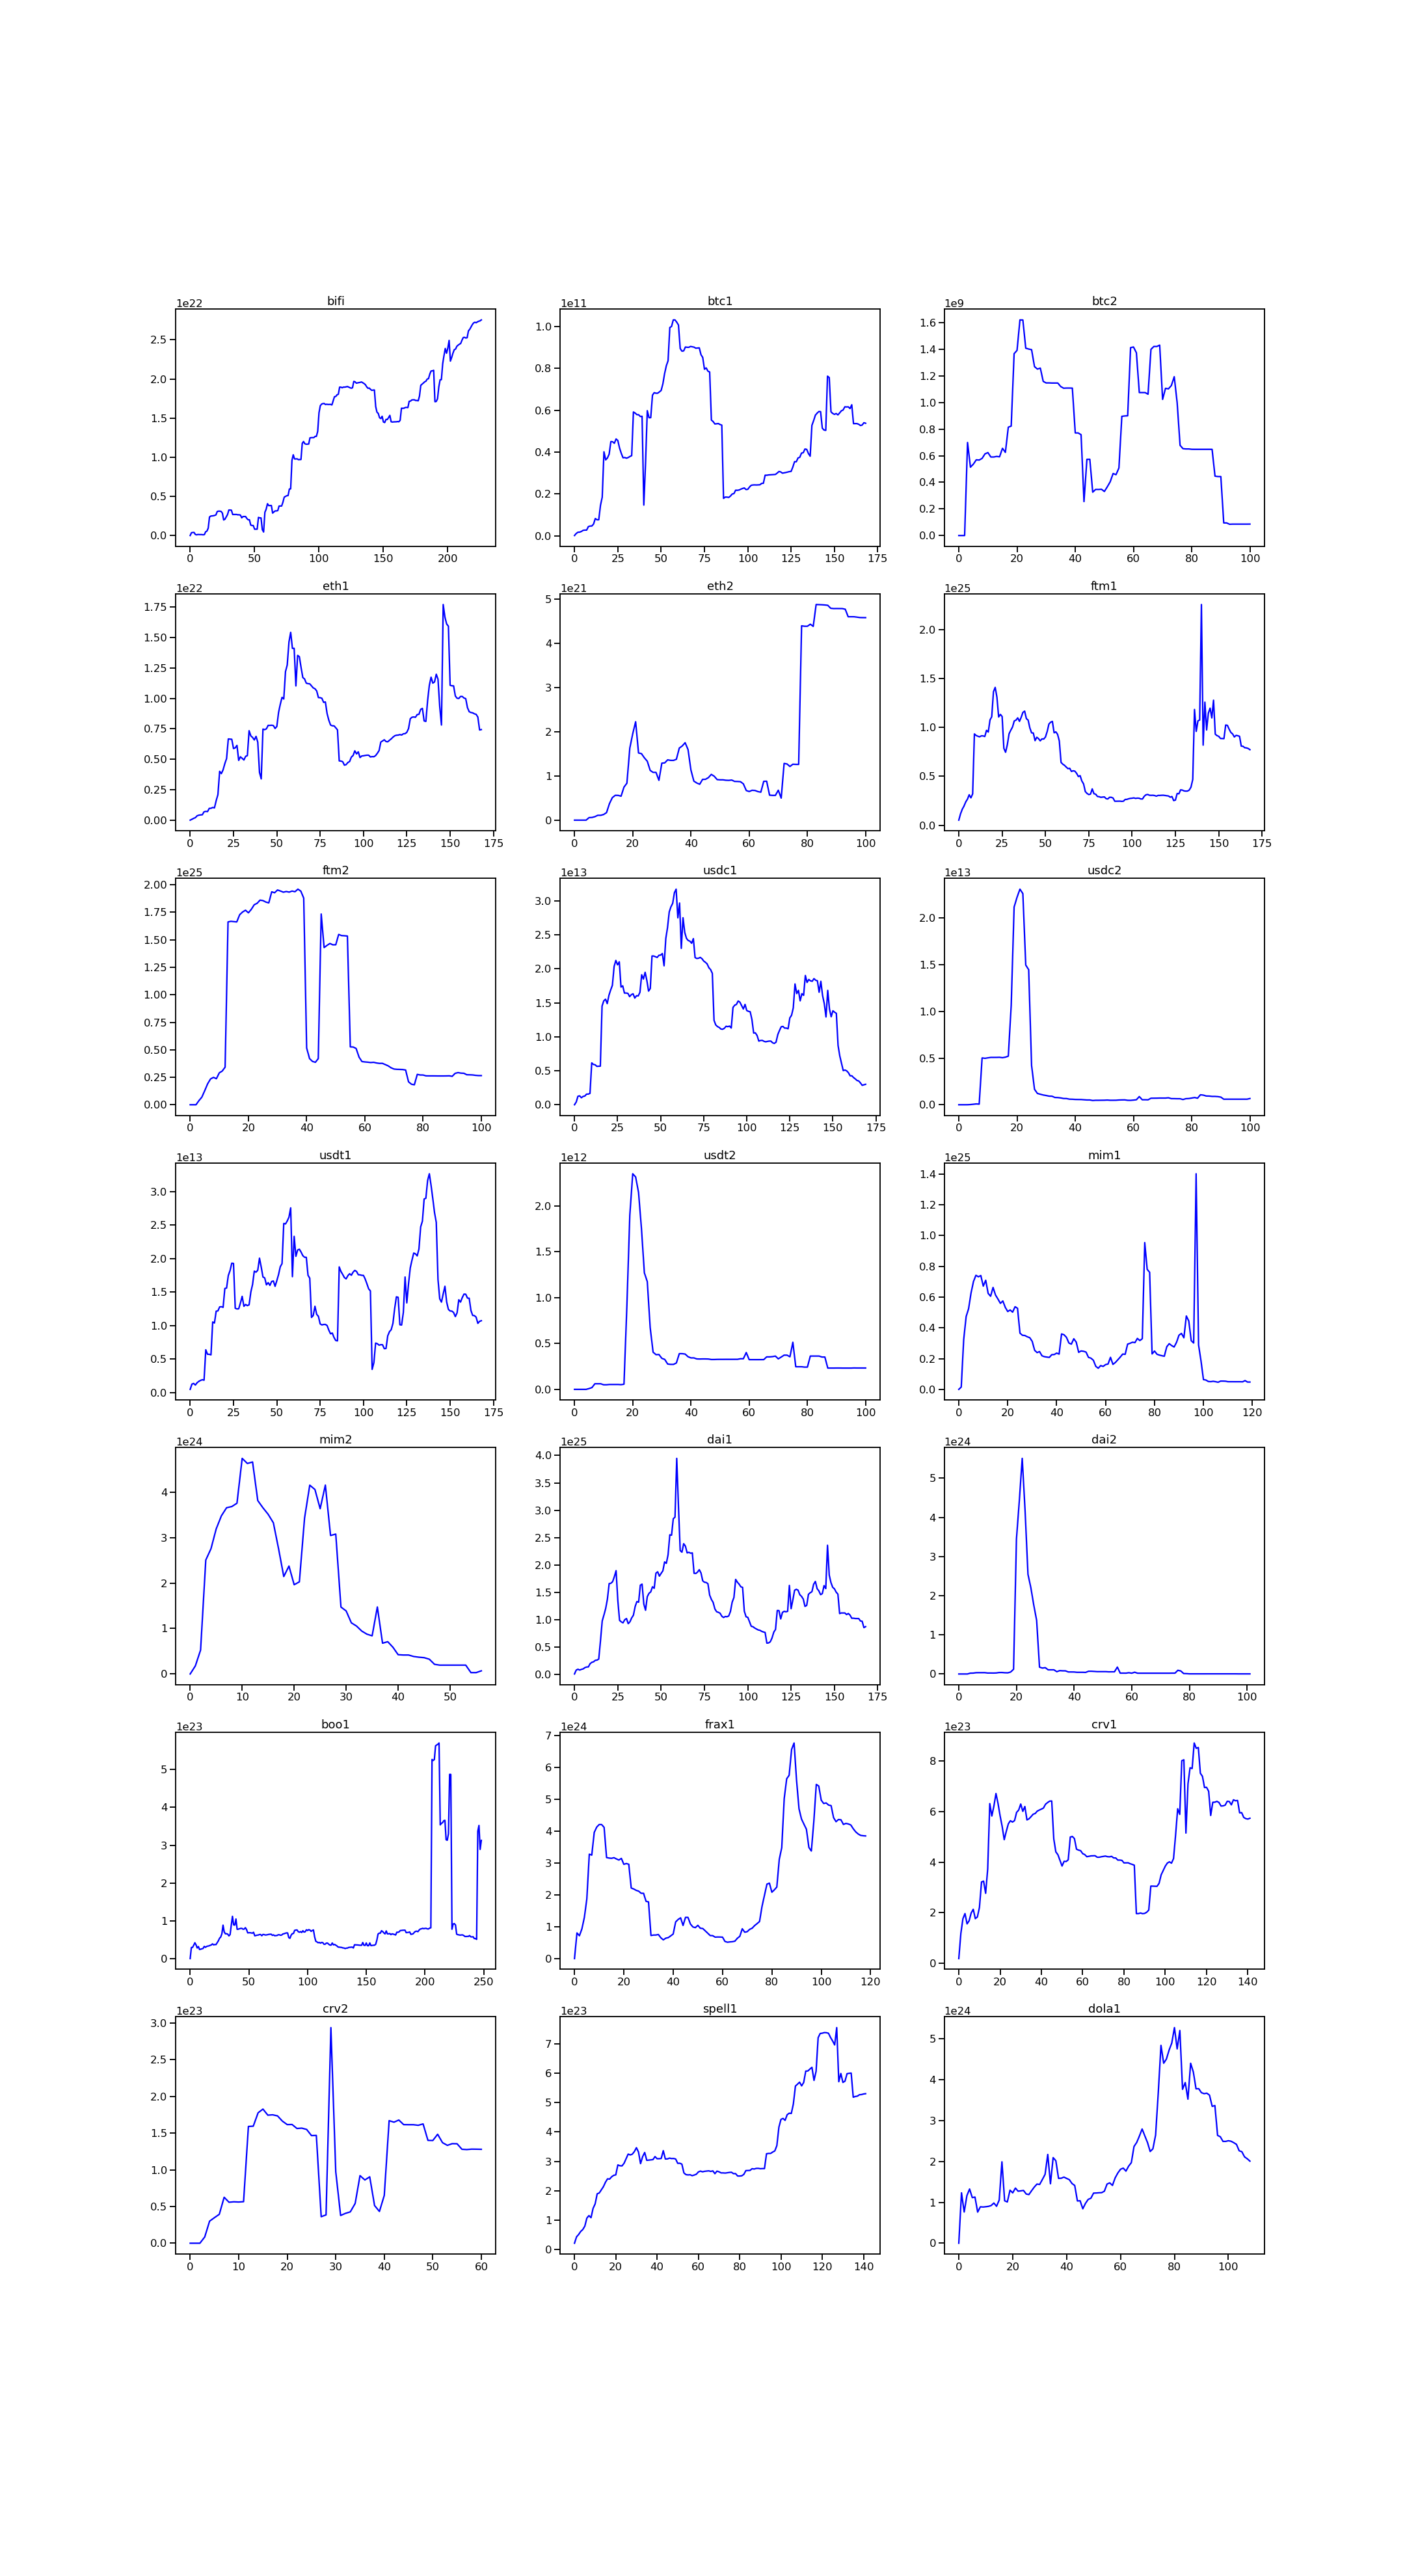 bifi btc1 btc2
1e22 1e11 1e9
2.5 1.0 1.6
2.0 0.8 1.4
1.5 0.6 1.2
1.0 0.4 1.0
0.5 0.2 0.8
0.0 0.0 0.6
0.4
0.2
0.0
0 50 100 150 200 0 25 50 75 100 125 150 175 0 20 40 60 80 100
eth1 eth2 ftm1
1e22 1e21 1e25
1.75 5 2.0
1.50 4 1.5
1.25 3 1.0
1.00 2 0.5
0.75 1 0.0
0.50 0
0.25
0.00
0 25 50 75 100 125 150 175 0 20 40 60 80 100 0 25 50 75 100 125 150 175
ftm2 usdc1 usdc2
1e25 1e13 1e13
2.00 3.0 2.0
1.75 2.5 1.5
1.50 2.0 1.0
1.25 1.5 0.5
1.00 1.0 0.0
0.75 0.5
0.50 0.0
0.25
0.00
0 20 40 60 80 100 0 25 50 75 100 125 150 175 0 20 40 60 80 100
usdt1 usdt2 mim1
1e13 1e12 1e25
3.0 2.0 1.4
2.5 1.5 1.2
2.0 1.0 1.0
1.5 0.5 0.8
1.0 0.0 0.6
0.5 0.4
0.0 0.2
0.0
0 25 50 75 100 125 150 175 0 20 40 60 80 100 0 20 40 60 80 100 120
mim2 dai1 dai2
1e24 1e25 1e24
4 4.0 5
3 3.5 4
2 3.0 3
1 2.5 2
0 2.0 1
1.5 0
1.0
0.5
0.0
0 10 20 30 40 50 0 25 50 75 100 125 150 175 0 20 40 60 80 100
boo1 frax1 crv1
1e23 1e24 1e23
5 7 8
4 6 6
3 5 4
2 4 2
1 3 0
0 2
1
0
0 50 100 150 200 250 0 20 40 60 80 100 120 0 20 40 60 80 100 120 140
crv2 spell1 dola1
1e23 1e23 1e24
3.0 7 5
2.5 6 4
2.0 5 3
1.5 4 2
1.0 3 1
0.5 2 0
0.0 1
0
0 10 20 30 40 50 60 0 20 40 60 80 100 120 140 0 20 40 60 80 100